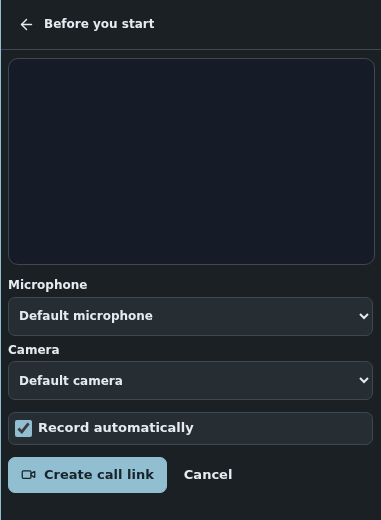 Before you start
Microphone
Default microphone
Camera
Default camera
Record automatically
Create call link
Cancel